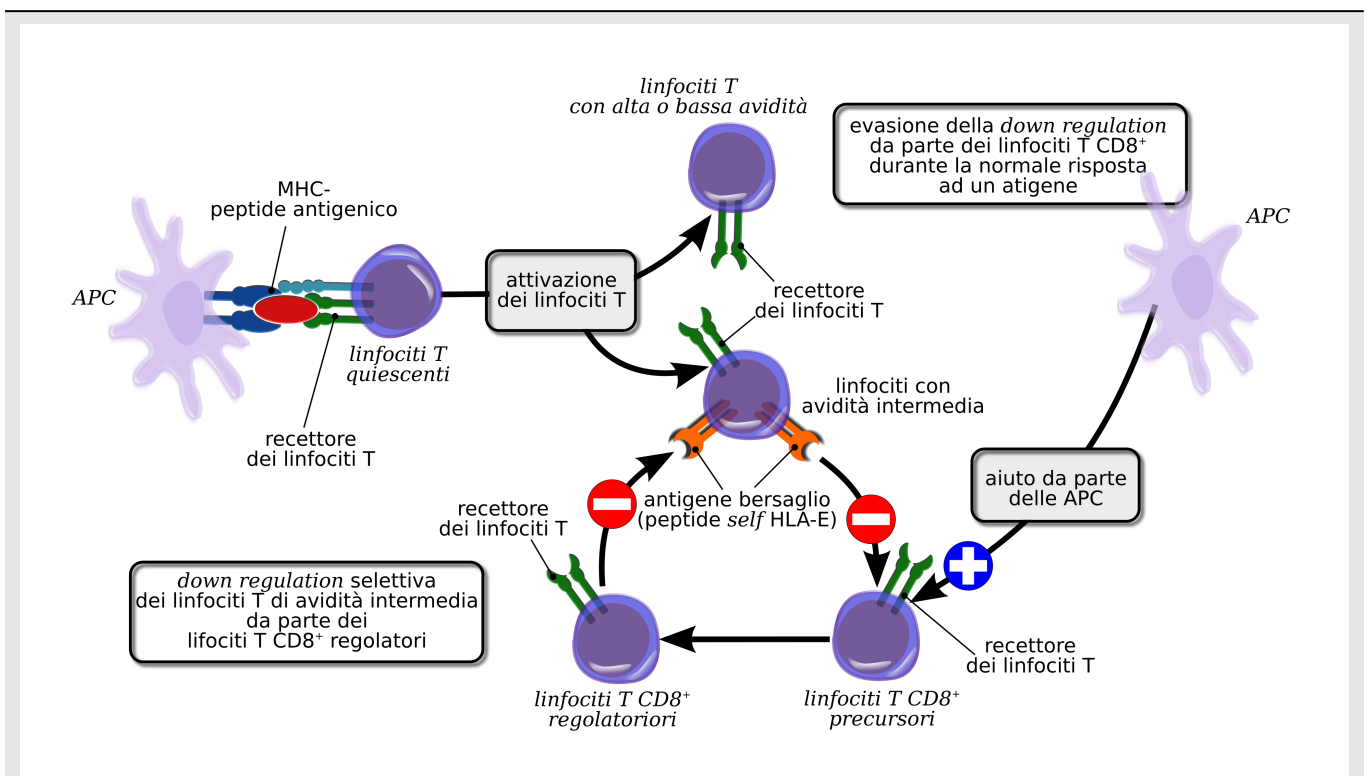 linfociti T
con alta o bassa avidità
evasione della down regulation
da parte dei linfociti T CD8⁺
durante la normale risposta
ad un atigene
MHC-
peptide antigenico
APC
APC
attivazione
dei linfociti T
recettore
dei linfociti T
linfociti T
quiescenti
linfociti con
avidità intermedia
recettore
dei linfociti T
aiuto da parte
delle APC
antigene bersaglio
(peptide self HLA-E)
recettore
dei linfociti T
down regulation selettiva
dei linfociti T di avidità intermedia
da parte dei
lifociti T CD8⁺ regolatori
recettore
dei linfociti T
linfociti T CD8⁺
regolatoriori
linfociti T CD8⁺
precursori